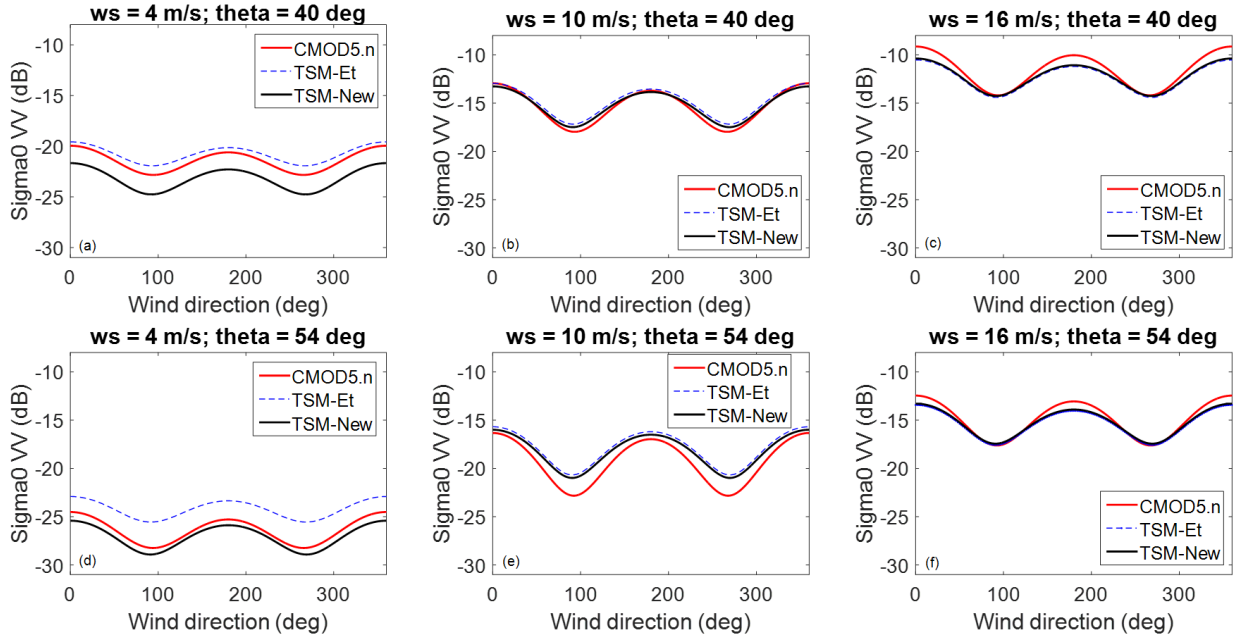 ws = 4 m/s; theta = 40 deg
Sigma0 VV (dB)
-10
-15
-20
-25
-30
CMOD5.n
TSM-Et
TSM-New
(a)
0 100 200 300
Wind direction (deg)
ws = 10 m/s; theta = 40 deg
Sigma0 VV (dB)
-10
-15
-20
-25
-30
CMOD5.n
TSM-Et
TSM-New
(b)
0 100 200 300
Wind direction (deg)
ws = 16 m/s; theta = 40 deg
Sigma0 VV (dB)
-10
-15
-20
-25
-30
CMOD5.n
TSM-Et
TSM-New
(c)
0 100 200 300
Wind direction (deg)
ws = 4 m/s; theta = 54 deg
Sigma0 VV (dB)
-10
-15
-20
-25
-30
CMOD5.n
TSM-Et
TSM-New
(d)
0 100 200 300
Wind direction (deg)
ws = 10 m/s; theta = 54 deg
Sigma0 VV (dB)
-10
-15
-20
-25
-30
CMOD5.n
TSM-Et
TSM-New
(e)
0 100 200 300
Wind direction (deg)
ws = 16 m/s; theta = 54 deg
Sigma0 VV (dB)
-10
-15
-20
-25
-30
CMOD5.n
TSM-Et
TSM-New
(f)
0 100 200 300
Wind direction (deg)